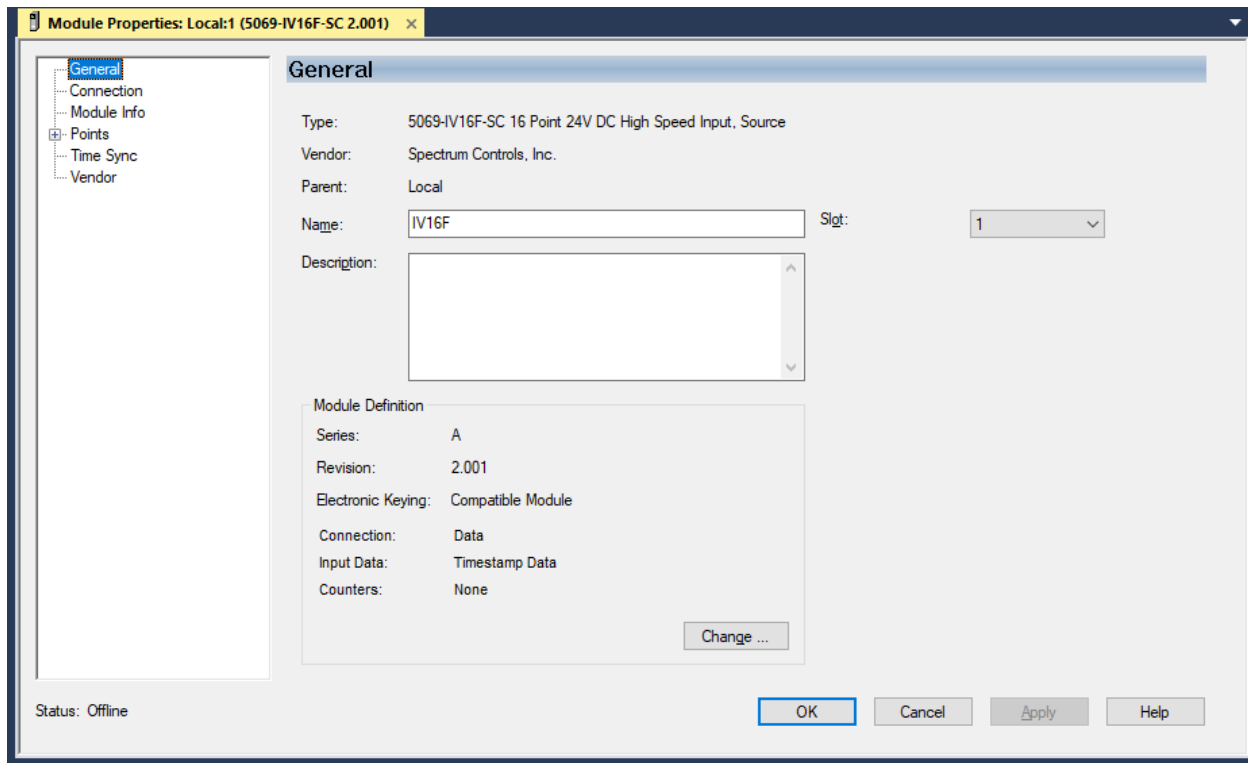 Module Properties: Local:1 (5069-IV16F-SC 2.001)
General
Connection
Module Info
Points
Time Sync
Vendor
General
Type: 5069-IV16F-SC 16 Point 24V DC High Speed Input, Source
Vendor: Spectrum Controls, Inc.
Parent: Local
Name: IV16F Slot: 1
Description:
Module Definition
Series: A
Revision: 2.001
Electronic Keying: Compatible Module
Connection: Data
Input Data: Timestamp Data
Counters: None
Change ...
Status: Offline OK Cancel Apply Help